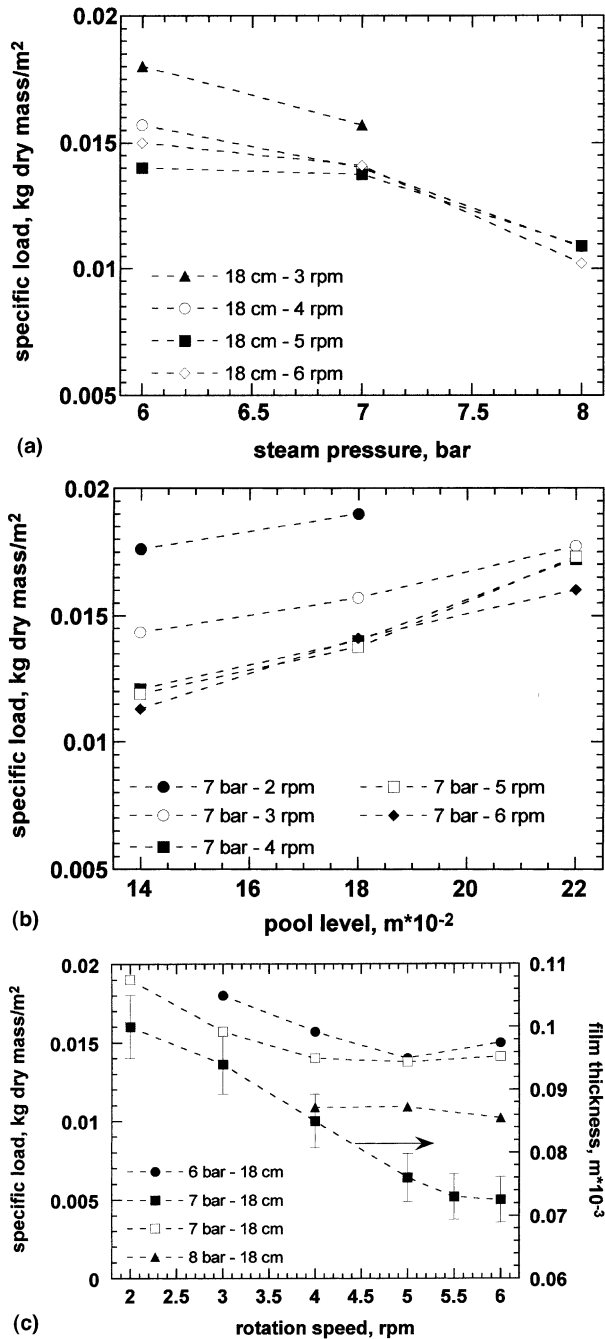 0.02
0.015
0.01
0.005
specific load, kg dry mass/m²
18 cm - 3 rpm
18 cm - 4 rpm
18 cm - 5 rpm
18 cm - 6 rpm
6 6.5 7 7.5 8
steam pressure, bar
(a)
0.02
0.015
0.01
0.005
specific load, kg dry mass/m²
7 bar - 2 rpm
7 bar - 3 rpm
7 bar - 4 rpm
7 bar - 5 rpm
7 bar - 6 rpm
14 16 18 20 22
pool level, m*10⁻²
(b)
0.02
0.015
0.01
0.005
0
specific load, kg dry mass/m²
6 bar - 18 cm
7 bar - 18 cm
7 bar - 18 cm
8 bar - 18 cm
0.11
0.1
0.09
0.08
0.07
0.06
film thickness, m*10⁻³
2 2.5 3 3.5 4 4.5 5 5.5 6
rotation speed, rpm
(c)